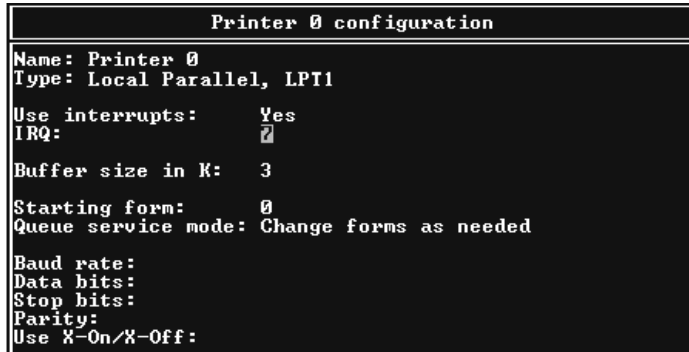 Printer 0 configuration
Name: Printer 0
Type: Local Parallel, LPT1
Use interrupts: Yes
IRQ: 7
Buffer size in K: 3
Starting form: 0
Queue service mode: Change forms as needed
Baud rate:
Data bits:
Stop bits:
Parity:
Use X-On/X-Off: